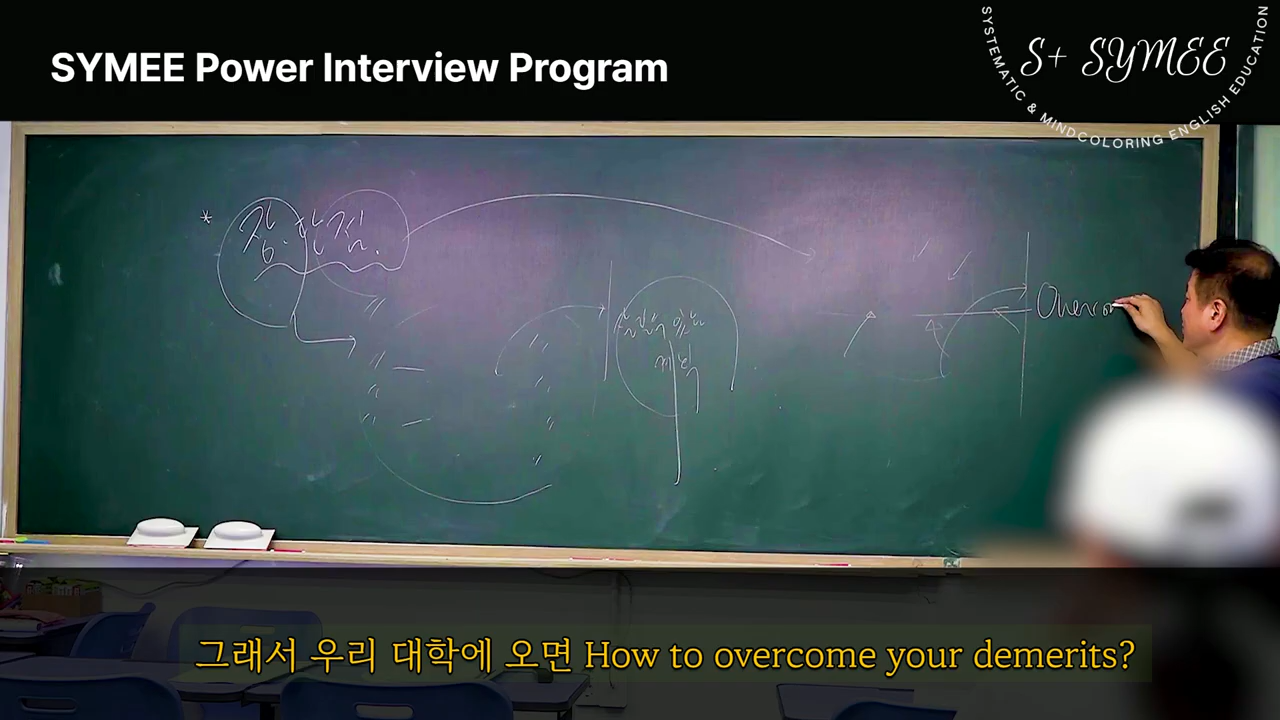 SYMEE Power Interview Program
S+ SYMEE
SYSTEMATIC & MINDCOLORING ENGLISH EDUCATION
* 장.단점.
Overco
그래서 우리 대학에 오면 How to overcome your demerits?